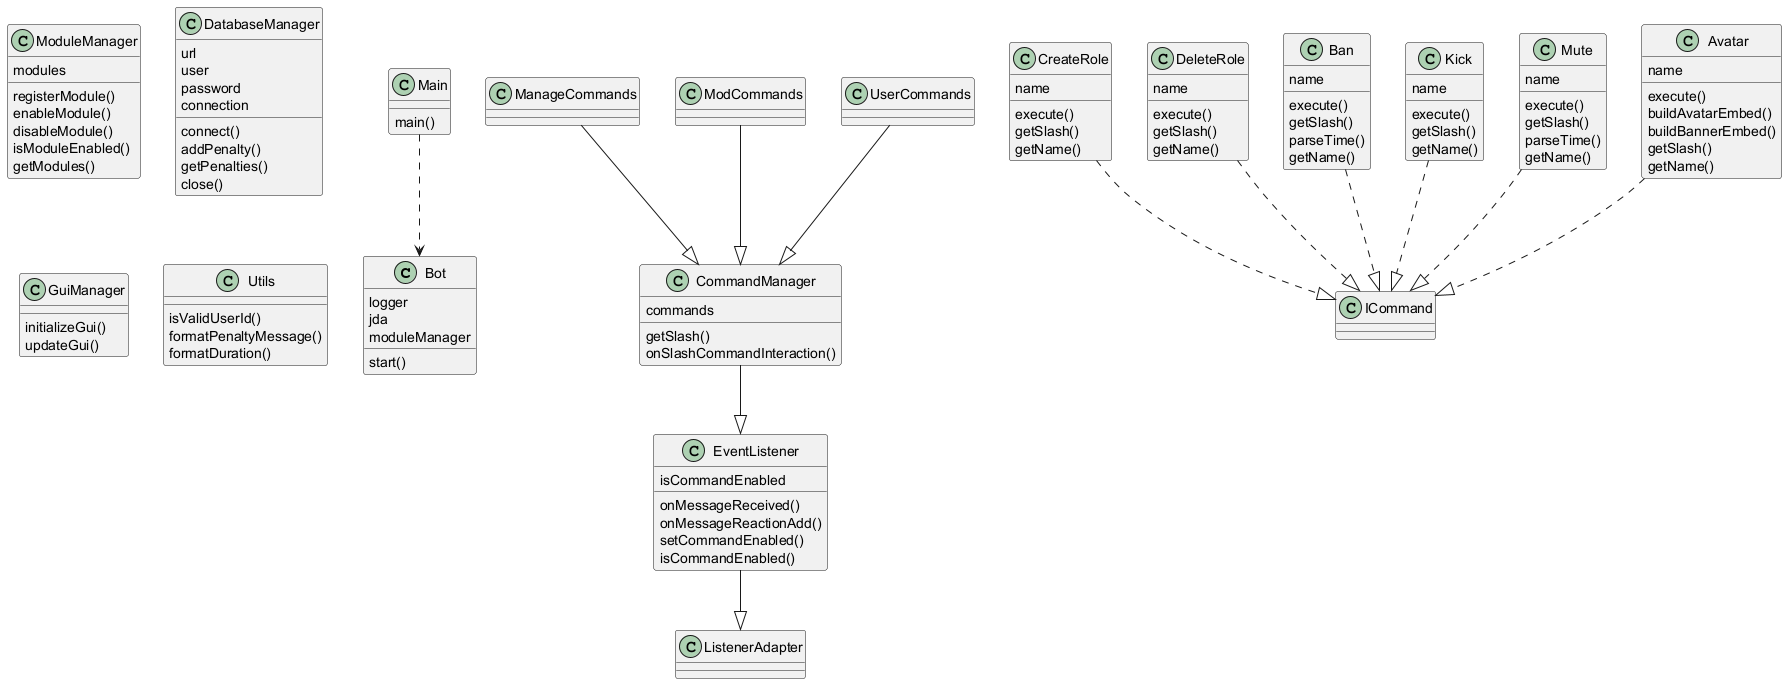 C ModuleManager
modules
registerModule()
enableModule()
disableModule()
isModuleEnabled()
getModules()
C DatabaseManager
url
user
password
connection
connect()
addPenalty()
getPenalties()
close()
C Main
main()
C ManageCommands
C ModCommands
C UserCommands
C CreateRole
name
execute()
getSlash()
getName()
C DeleteRole
name
execute()
getSlash()
getName()
C Ban
name
execute()
getSlash()
parseTime()
getName()
C Kick
name
execute()
getSlash()
getName()
C Mute
name
execute()
getSlash()
parseTime()
getName()
C Avatar
name
execute()
buildAvatarEmbed()
buildBannerEmbed()
getSlash()
getName()
C GuiManager
initializeGui()
updateGui()
C Utils
isValidUserId()
formatPenaltyMessage()
formatDuration()
C Bot
logger
jda
moduleManager
start()
C CommandManager
commands
getSlash()
onSlashCommandInteraction()
C ICommand
C EventListener
isCommandEnabled
onMessageReceived()
onMessageReactionAdd()
setCommandEnabled()
isCommandEnabled()
C ListenerAdapter